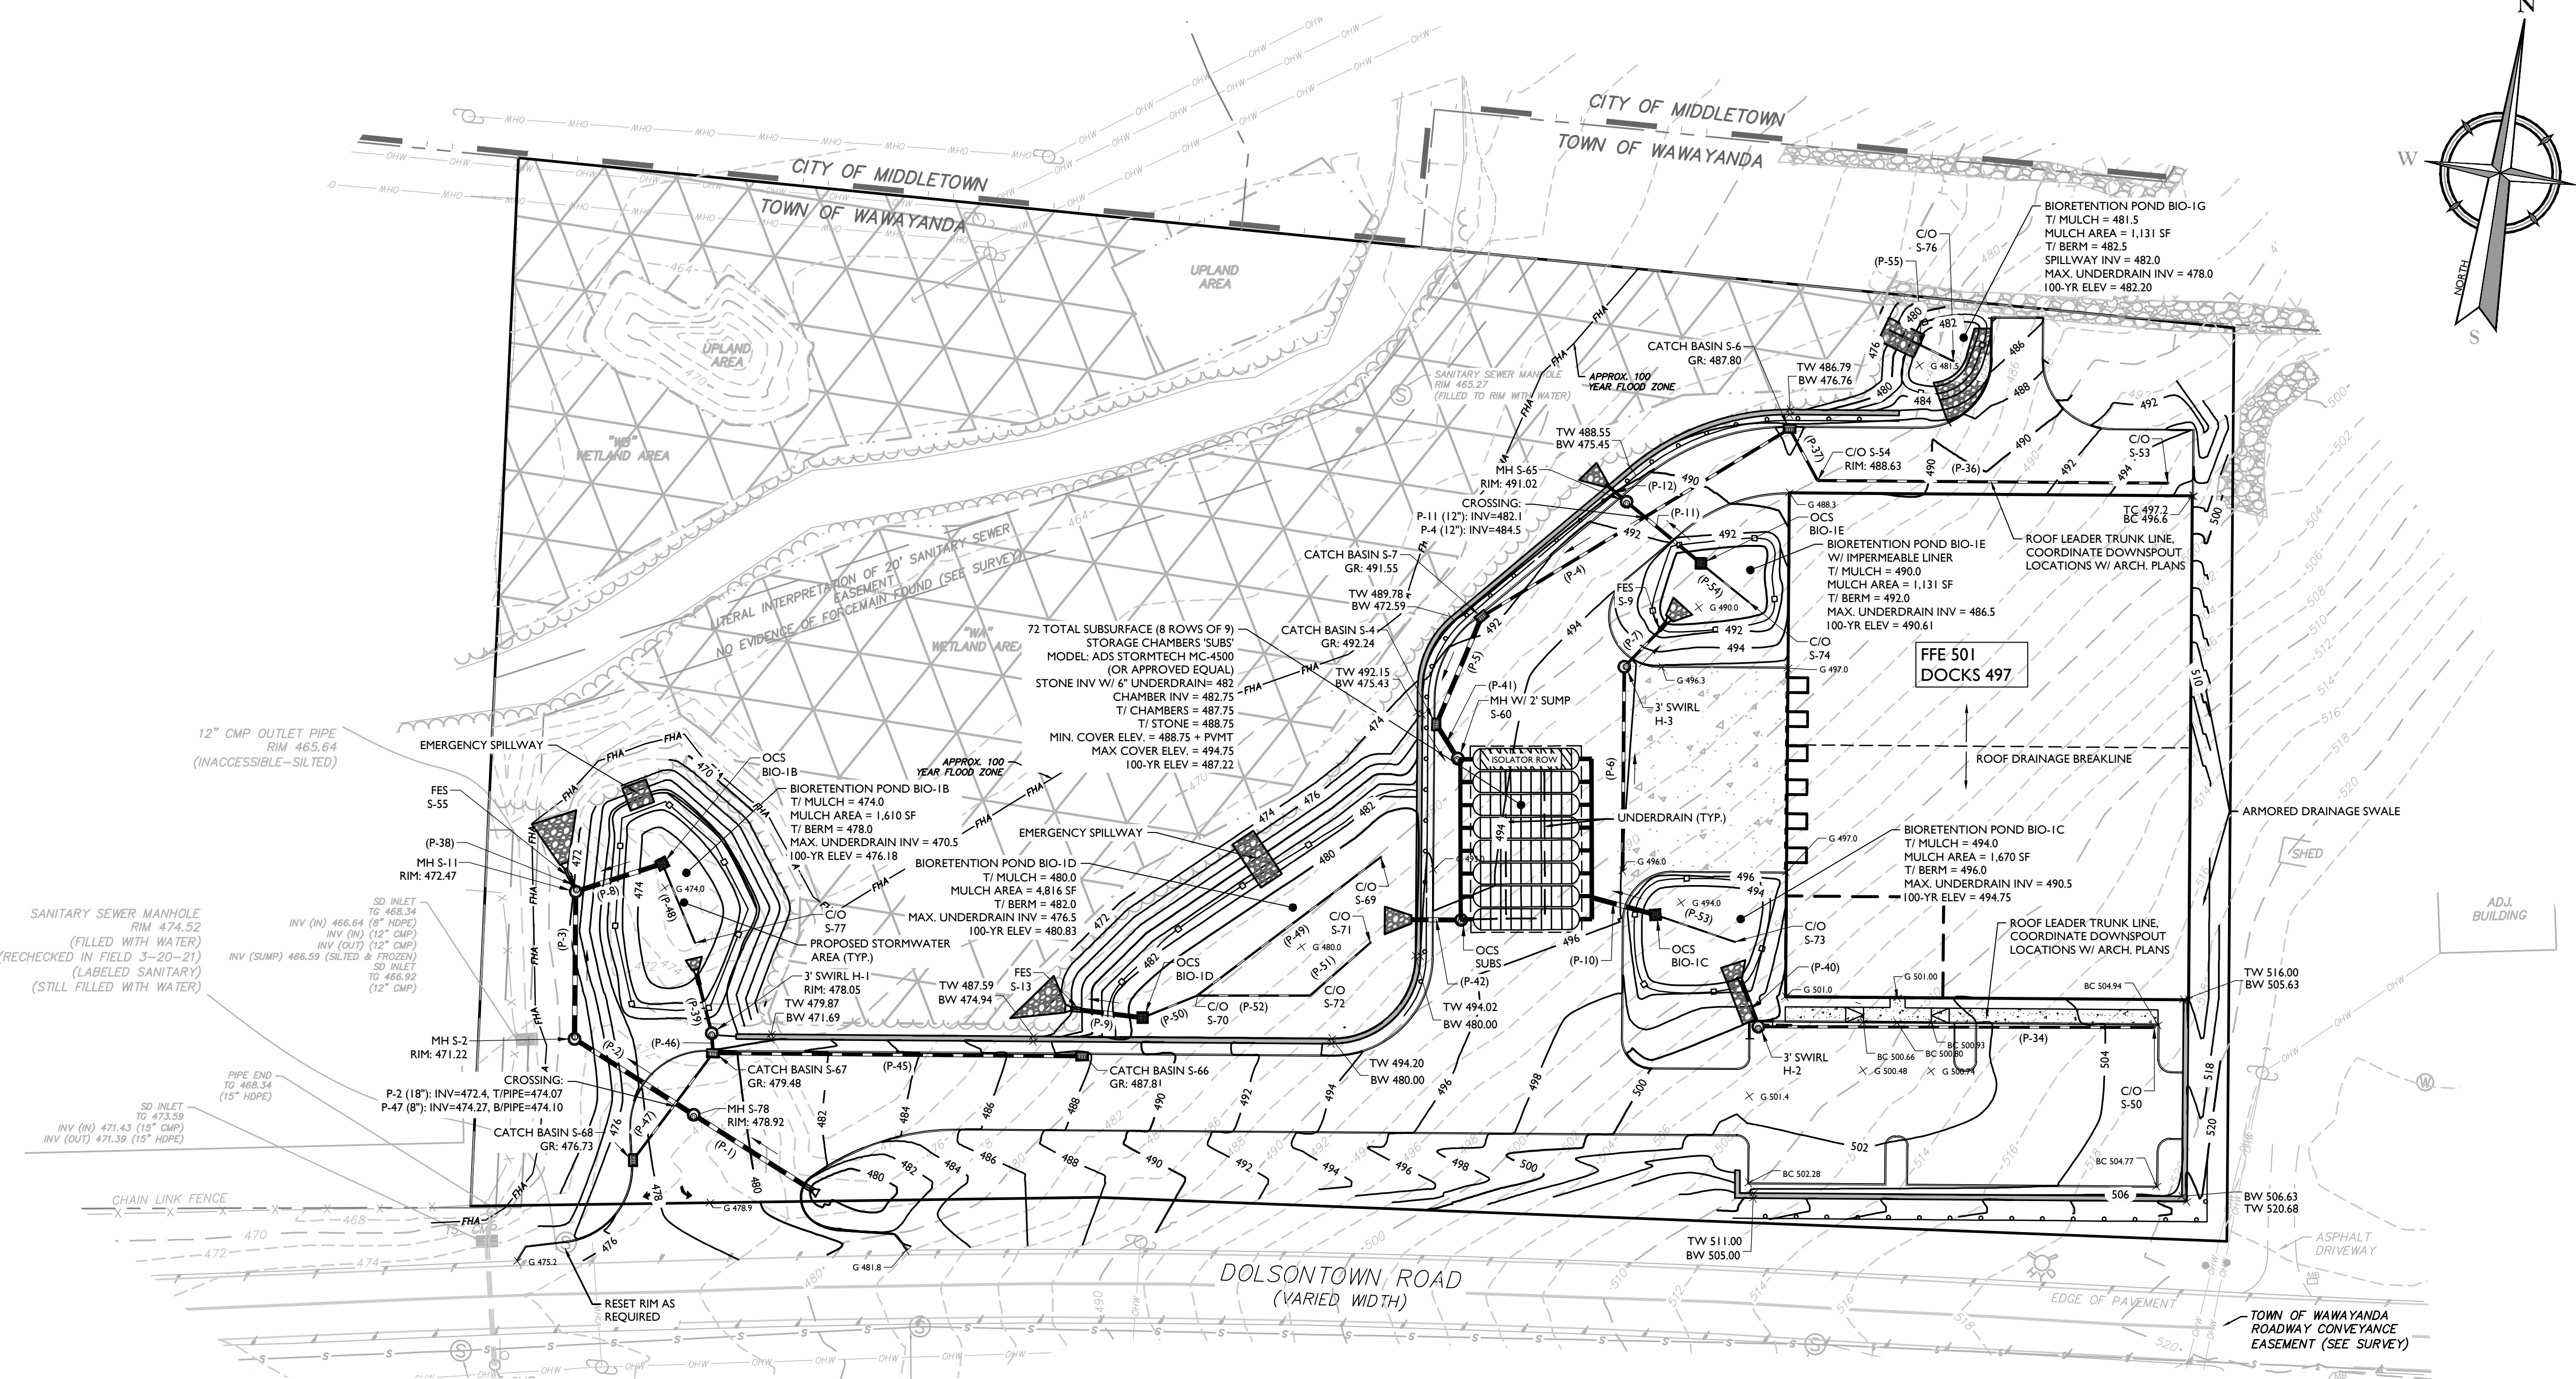 N
W
NORTH
S
CITY OF MIDDLETOWN
TOWN OF WAWAYANDA
CITY OF MIDDLETOWN
TOWN OF WAWAYANDA
BIORETENTION POND BIO-1G
T/ MULCH = 481.5
MULCH AREA = 1,131 SF
T/ BERM = 482.5
SPILLWAY INV = 482.0
MAX. UNDERDRAIN INV = 478.0
100-YR ELEV = 482.20
C/O
S-76
(P-55)
UPLAND
AREA
UPLAND
AREA
"WB"
WETLAND AREA
CATCH BASIN S-6
GR: 487.80
TW 486.79
BW 476.76
G 481.5
SANITARY SEWER MANHOLE
RIM 465.27
(FILLED TO RIM WITH WATER)
APPROX. 100
YEAR FLOOD ZONE
TW 488.55
BW 475.45
MH S-65
RIM: 491.02
CROSSING:
P-11 (12"): INV=482.1
P-4 (12"): INV=484.5
(P-12)
(P-11)
(P-37)
C/O S-54
RIM: 488.63
(P-36)
C/O
S-53
G 488.3
TC 497.2
BC 496.6
ROOF LEADER TRUNK LINE,
COORDINATE DOWNSPOUT
LOCATIONS W/ ARCH. PLANS
OCS
BIO-1E
BIORETENTION POND BIO-1E
W/ IMPERMEABLE LINER
T/ MULCH = 490.0
MULCH AREA = 1,131 SF
T/ BERM = 492.0
MAX. UNDERDRAIN INV = 486.5
100-YR ELEV = 490.61
CATCH BASIN S-7
GR: 491.55
TW 489.78
BW 472.59
(P-4)
FES
S-9
(P-54)
G 490.0
(P-7)
C/O
S-74
LITERAL INTERPRETATION OF 20' SANITARY SEWER
EASEMENT
NO EVIDENCE OF FORCEMAIN FOUND (SEE SURVEY)
"WA"
WETLAND AREA
72 TOTAL SUBSURFACE (8 ROWS OF 9)
STORAGE CHAMBERS 'SUBS'
MODEL: ADS STORMTECH MC-4500
(OR APPROVED EQUAL)
STONE INV W/ 6" UNDERDRAIN= 482
CHAMBER INV = 482.75
T/ CHAMBERS = 487.75
T/ STONE = 488.75
MIN. COVER ELEV. = 488.75 + PVMT
MAX COVER ELEV. = 494.75
100-YR ELEV = 487.22
CATCH BASIN S-4
GR: 492.24
TW 492.15
BW 475.43
(P-5)
(P-41)
MH W/ 2' SUMP
S-60
G 496.3
G 497.0
3' SWIRL
H-3
FFE 501
DOCKS 497
ROOF DRAINAGE BREAKLINE
ISOLATOR ROW
(P-6)
UNDERDRAIN (TYP.)
G 497.0
G 496.0
ARMORED DRAINAGE SWALE
SHED
ADJ.
BUILDING
12" CMP OUTLET PIPE
RIM 465.64
(INACCESSIBLE-SILTED)
EMERGENCY SPILLWAY
OCS
BIO-1B
BIORETENTION POND BIO-1B
T/ MULCH = 474.0
MULCH AREA = 1,610 SF
T/ BERM = 478.0
MAX. UNDERDRAIN INV = 470.5
100-YR ELEV = 476.18
APPROX. 100
YEAR FLOOD ZONE
FES
S-55
(P-38)
MH S-11
RIM: 472.47
(P-8)
G 474.0
(P-48)
C/O
S-77
PROPOSED STORMWATER
AREA (TYP.)
EMERGENCY SPILLWAY
BIORETENTION POND BIO-1D
T/ MULCH = 480.0
MULCH AREA = 4,816 SF
T/ BERM = 482.0
MAX. UNDERDRAIN INV = 476.5
100-YR ELEV = 480.83
C/O
S-69
C/O
S-71
(P-49)
G 480.0
(P-51)
(P-52)
(P-50)
C/O
S-70
C/O
S-72
OCS
BIO-1D
(P-9)
FES
S-13
(P-42)
OCS
SUBS
(P-10)
OCS
BIO-1C
G 494.0
(P-53)
C/O
S-73
(P-40)
BIORETENTION POND BIO-1C
T/ MULCH = 494.0
MULCH AREA = 1,670 SF
T/ BERM = 496.0
MAX. UNDERDRAIN INV = 490.5
100-YR ELEV = 494.75
ROOF LEADER TRUNK LINE,
COORDINATE DOWNSPOUT
LOCATIONS W/ ARCH. PLANS
SANITARY SEWER MANHOLE
RIM 474.52
(FILLED WITH WATER)
(RECHECKED IN FIELD 3-20-21)
(LABELED SANITARY)
(STILL FILLED WITH WATER)
SD INLET
TG 468.34
INV (IN) 466.64 (8" HDPE)
INV (IN) (12" CMP)
INV (OUT) (12" CMP)
INV (SUMP) 466.59 (SILTED & FROZEN)
SD INLET
TG 466.92
(12" CMP)
(P-3)
(P-39)
3' SWIRL H-1
RIM: 478.05
TW 479.87
BW 471.69
TW 487.59
BW 474.94
TW 494.02
BW 480.00
G 501.0
G 501.00
BC 504.94
TW 516.00
BW 505.63
MH S-2
RIM: 471.22
(P-2)
(P-46)
(P-45)
CATCH BASIN S-67
GR: 479.48
CATCH BASIN S-66
GR: 487.81
TW 494.20
BW 480.00
3' SWIRL
H-2
BC 500.66
BC 500.80
BC 500.93
G 500.48
G 500.74
(P-34)
C/O
S-50
G 501.4
CROSSING:
P-2 (18"): INV=472.4, T/PIPE=474.07
P-47 (8"): INV=474.27, B/PIPE=474.10
PIPE END
TG 468.34
(15" HDPE)
SD INLET
TG 473.59
INV (IN) 471.43 (15" CMP)
INV (OUT) 471.39 (15" HDPE)
CATCH BASIN S-68
GR: 476.73
(P-47)
MH S-78
RIM: 478.92
(P-1)
BC 502.28
BC 504.77
BW 506.63
TW 520.68
CHAIN LINK FENCE
15" CMP
G 478.9
G 475.2
G 481.8
TW 511.00
BW 505.00
ASPHALT
DRIVEWAY
RESET RIM AS
REQUIRED
DOLSONTOWN ROAD
(VARIED WIDTH)
EDGE OF PAVEMENT
TOWN OF WAWAYANDA
ROADWAY CONVEYANCE
EASEMENT (SEE SURVEY)